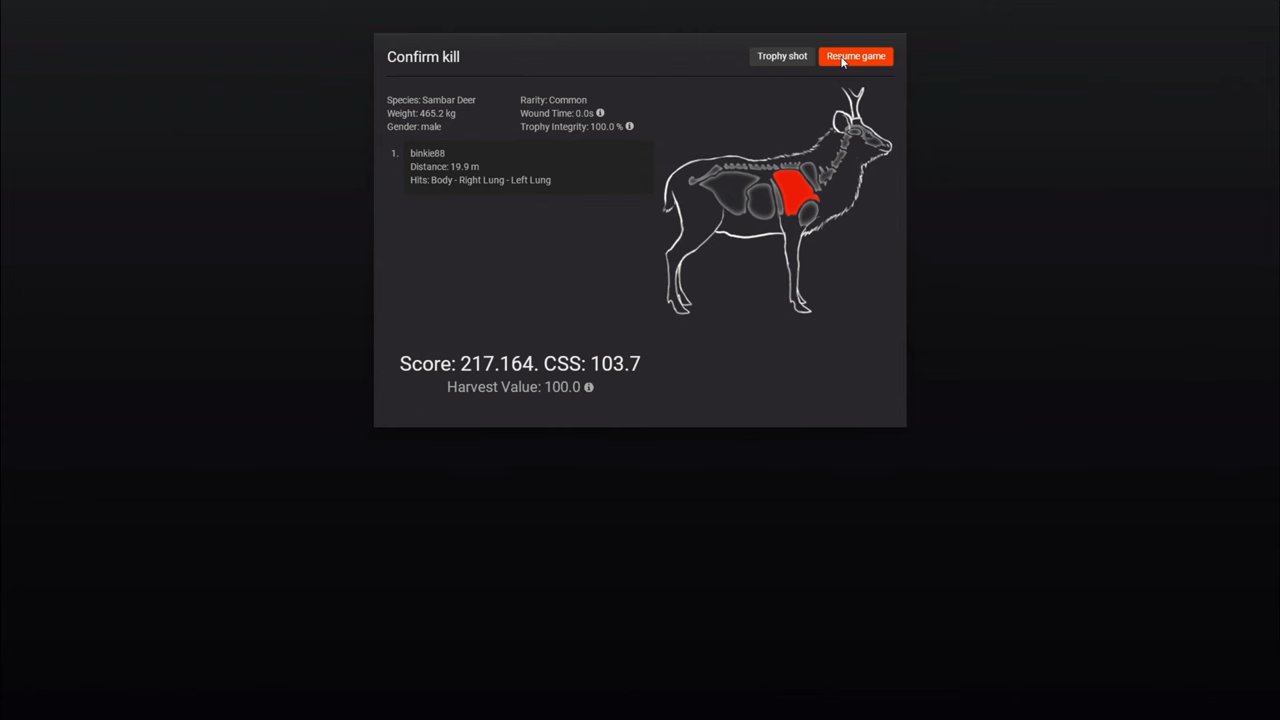 Confirm kill
Trophy shot
Resume game
Species: Sambar Deer
Weight: 465.2 kg
Gender: male
Rarity: Common
Wound Time: 0.0s
Trophy Integrity: 100.0 %
1.
binkie88
Distance: 19.9 m
Hits: Body - Right Lung - Left Lung
Score: 217.164. CSS: 103.7
Harvest Value: 100.0